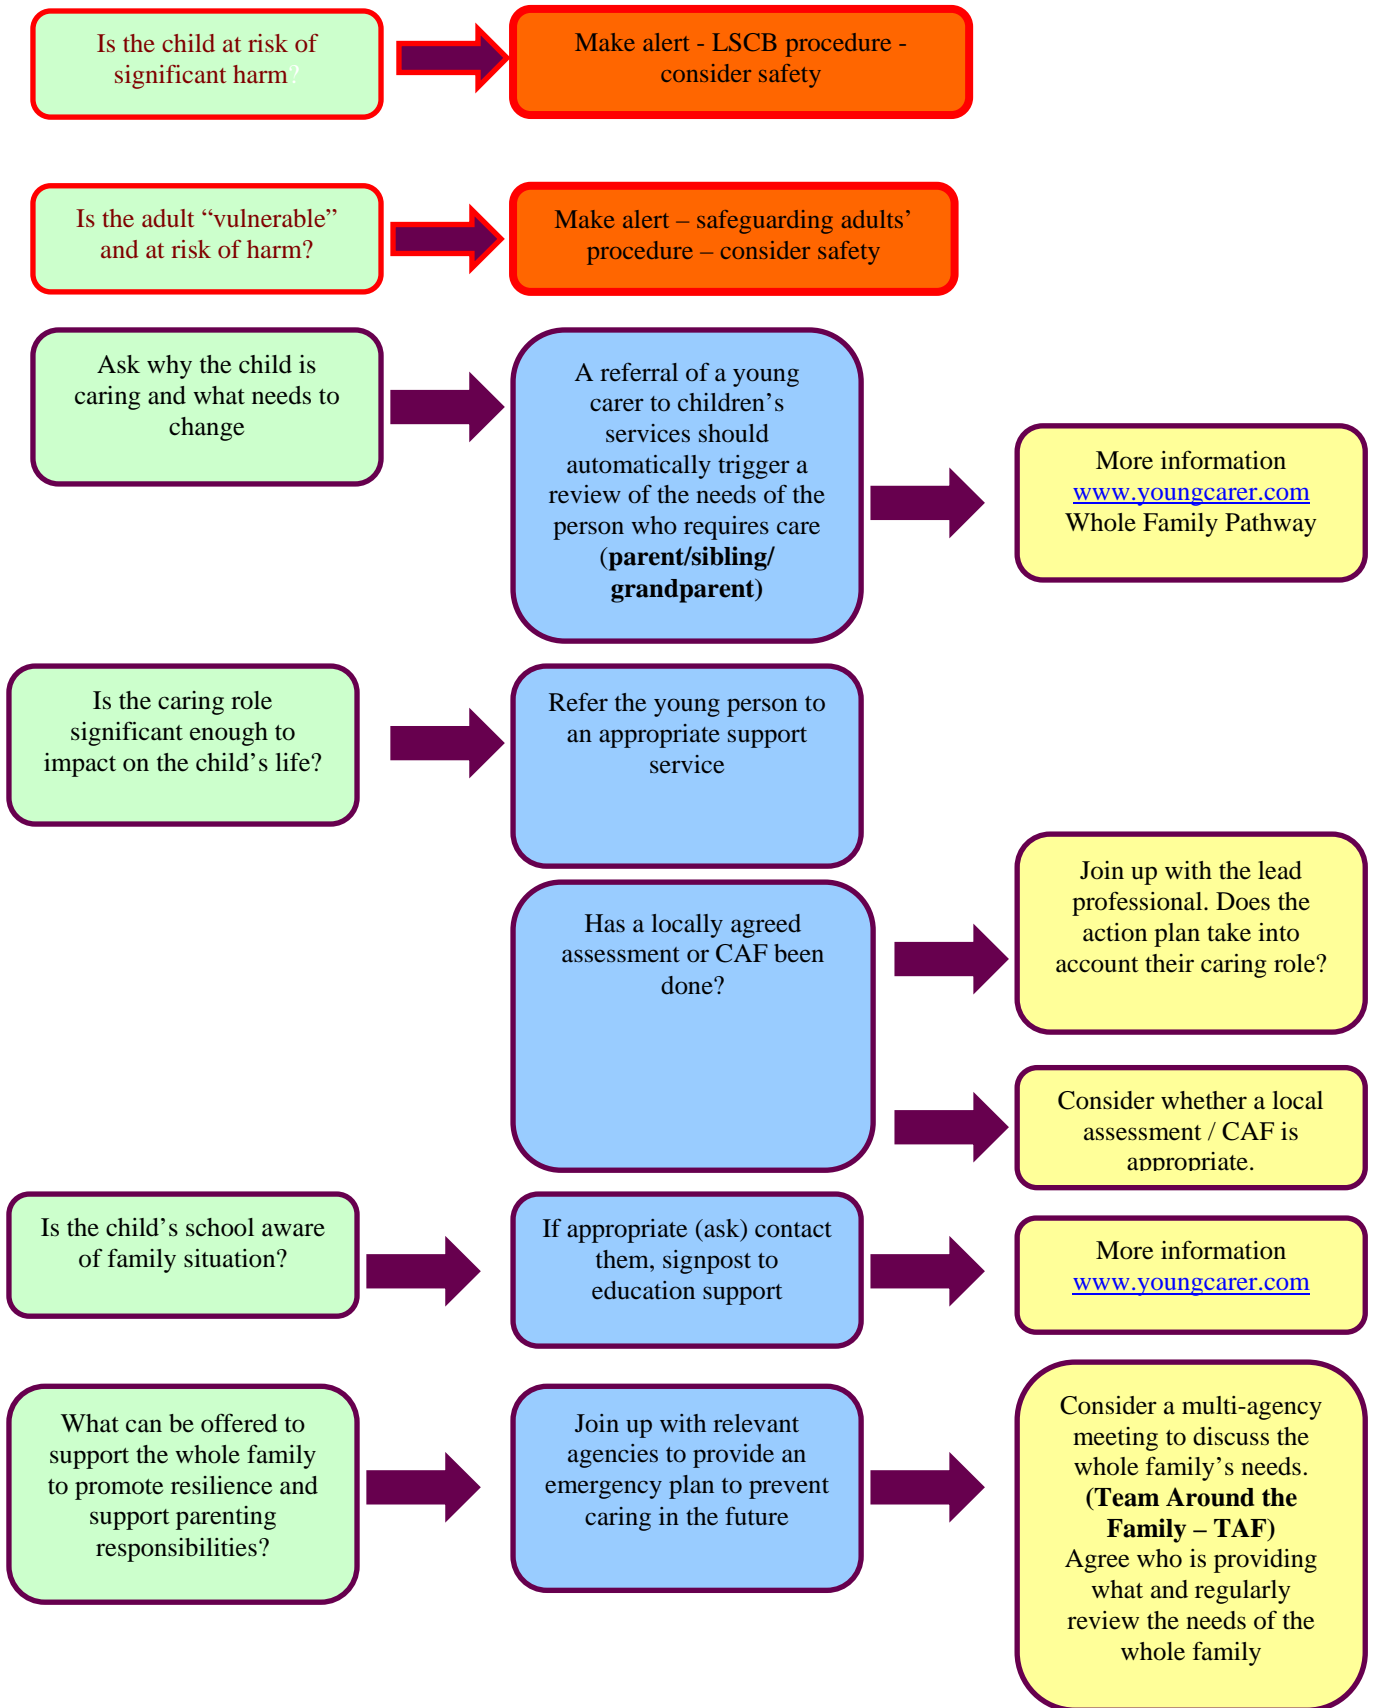 Is the child at risk of
significant harm?
Make alert - LSCB procedure -
consider safety
Is the adult “vulnerable”
and at risk of harm?
Make alert – safeguarding adults’
procedure – consider safety
Ask why the child is
caring and what needs to
change
A referral of a young
carer to children’s
services should
automatically trigger a
review of the needs of the
person who requires care
(parent/sibling/
grandparent)
More information
www.youngcarer.com
Whole Family Pathway
Is the caring role
significant enough to
impact on the child’s life?
Refer the young person to
an appropriate support
service
Has a locally agreed
assessment or CAF been
done?
Join up with the lead
professional. Does the
action plan take into
account their caring role?
Consider whether a local
assessment / CAF is
appropriate.
Is the child’s school aware
of family situation?
If appropriate (ask) contact
them, signpost to
education support
More information
www.youngcarer.com
What can be offered to
support the whole family
to promote resilience and
support parenting
responsibilities?
Join up with relevant
agencies to provide an
emergency plan to prevent
caring in the future
Consider a multi-agency
meeting to discuss the
whole family’s needs.
(Team Around the
Family – TAF)
Agree who is providing
what and regularly
review the needs of the
whole family